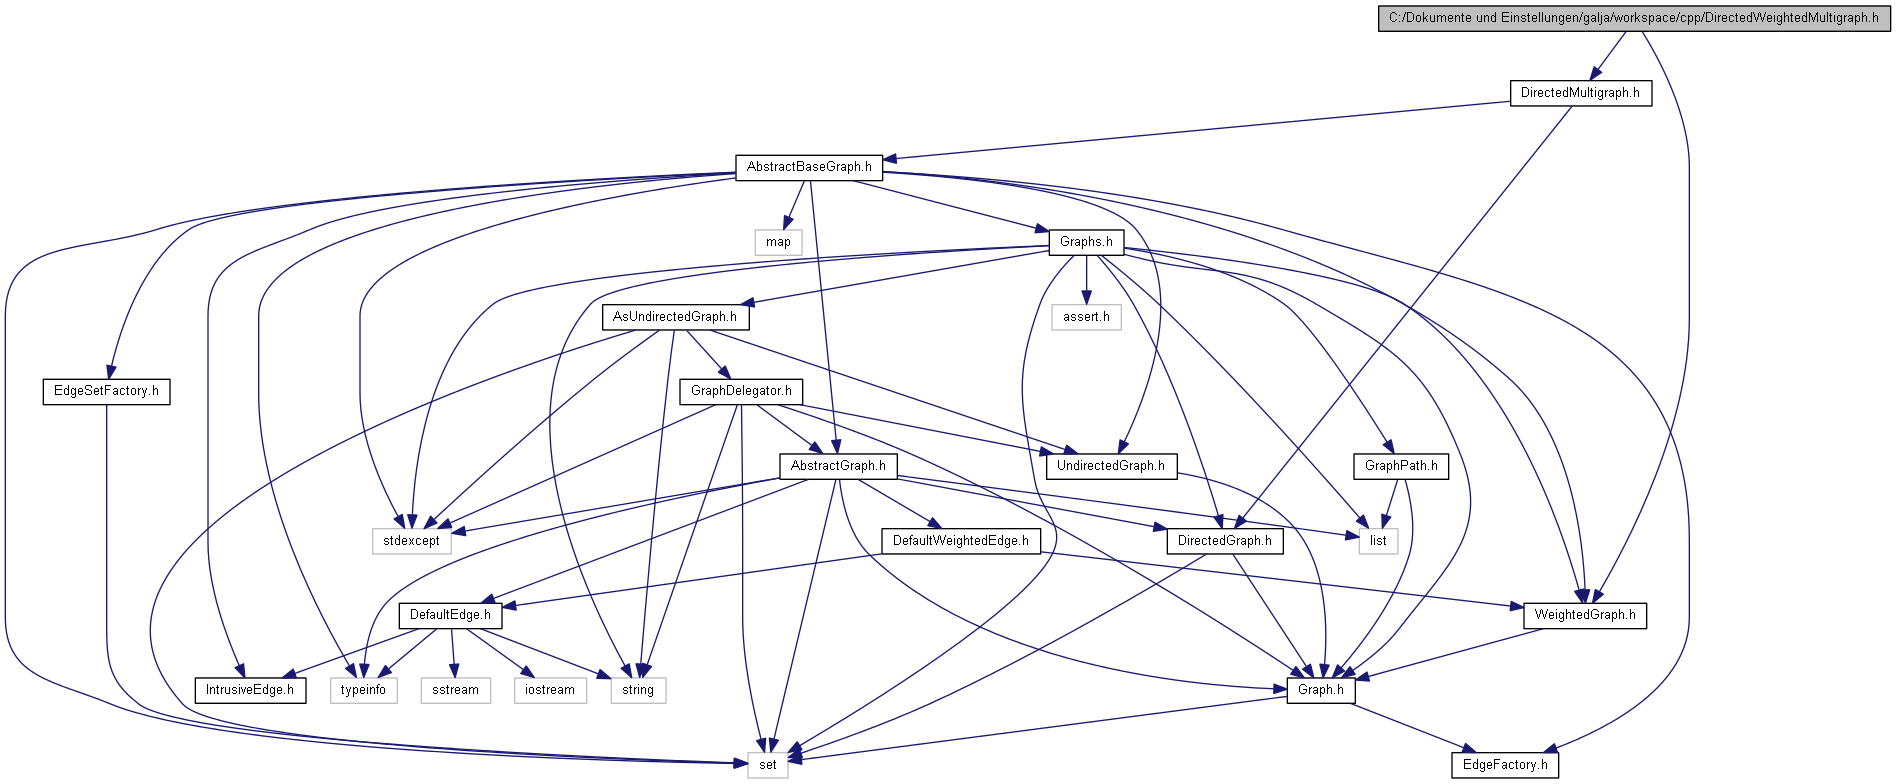 C:/Dokumente und Einstellungen/galja/workspace/cpp/DirectedWeightedMultigraph.h
DirectedMultigraph.h
AbstractBaseGraph.h
map
Graphs.h
AsUndirectedGraph.h
assert.h
EdgeSetFactory.h
GraphDelegator.h
AbstractGraph.h
UndirectedGraph.h
GraphPath.h
stdexcept
DefaultWeightedEdge.h
DirectedGraph.h
list
DefaultEdge.h
WeightedGraph.h
IntrusiveEdge.h
typeinfo
sstream
iostream
string
Graph.h
set
EdgeFactory.h